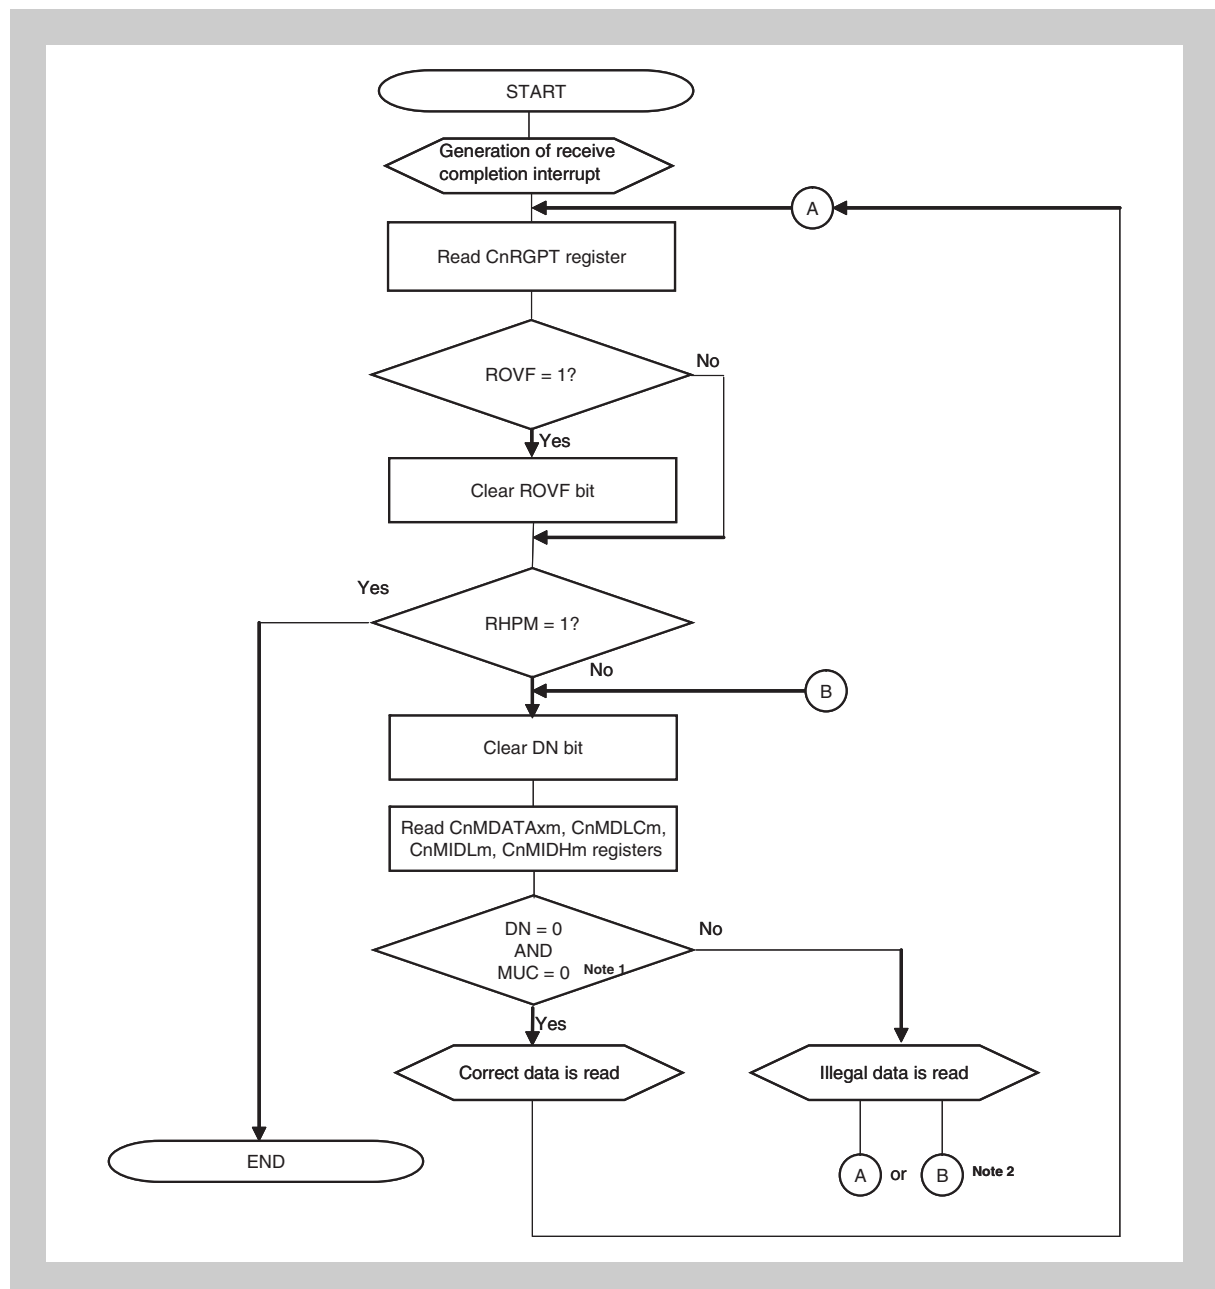 START
Generation of receive
completion interrupt
A
Read CnRGPT register
No
ROVF = 1?
Yes
Clear ROVF bit
Yes
RHPM = 1?
No
B
Clear DN bit
Read CnMDATAxm, CnMDLCm,
CnMIDLm, CnMIDHm registers
DN = 0
AND
MUC = 0 Note 1
No
Yes
Correct data is read
Illegal data is read
END
A or B Note 2